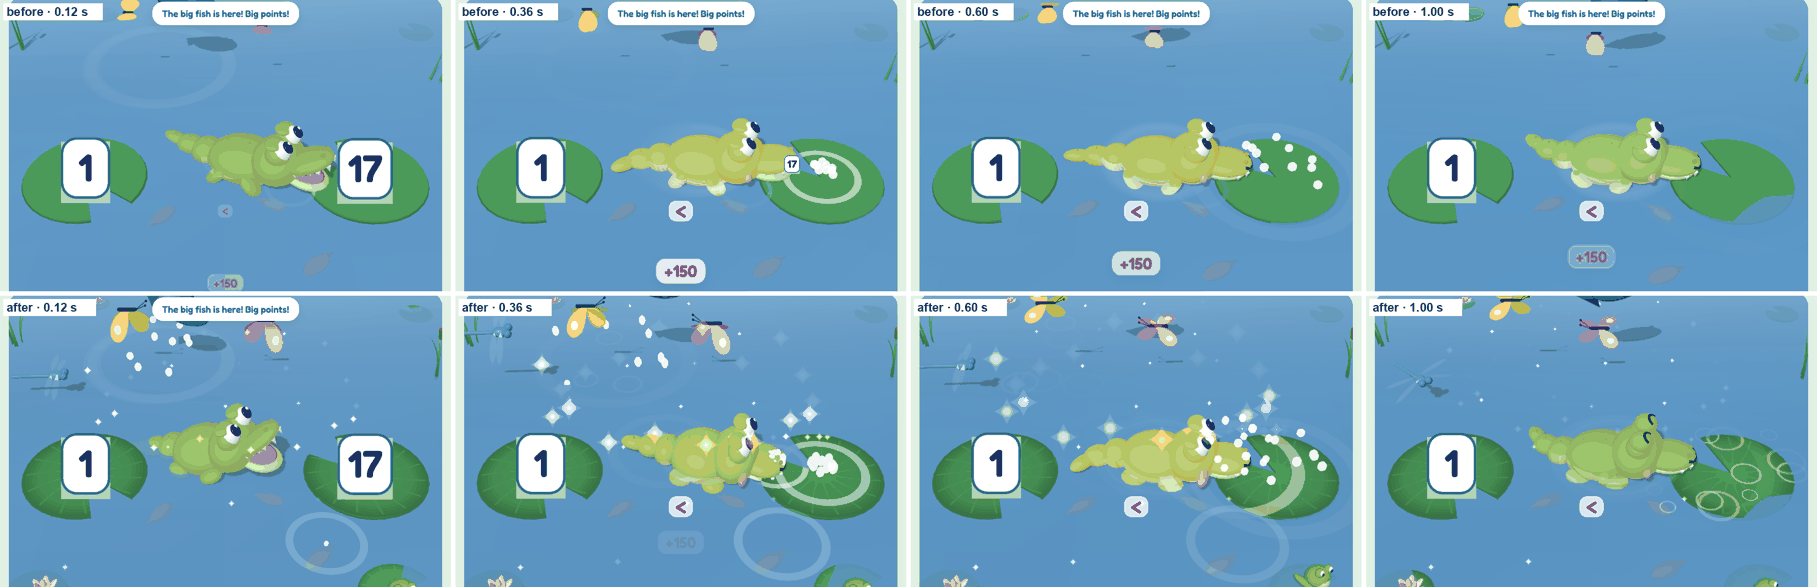 before · 0.12 s
The big fish is here! Big points!
1
17
<
+150
before · 0.36 s
The big fish is here! Big points!
1
17
<
+150
before · 0.60 s
The big fish is here! Big points!
1
<
+150
before · 1.00 s
The big fish is here! Big points!
1
<
+150
after · 0.12 s
The big fish is here! Big points!
1
17
after · 0.36 s
1
<
+150
after · 0.60 s
1
<
after · 1.00 s
1
<